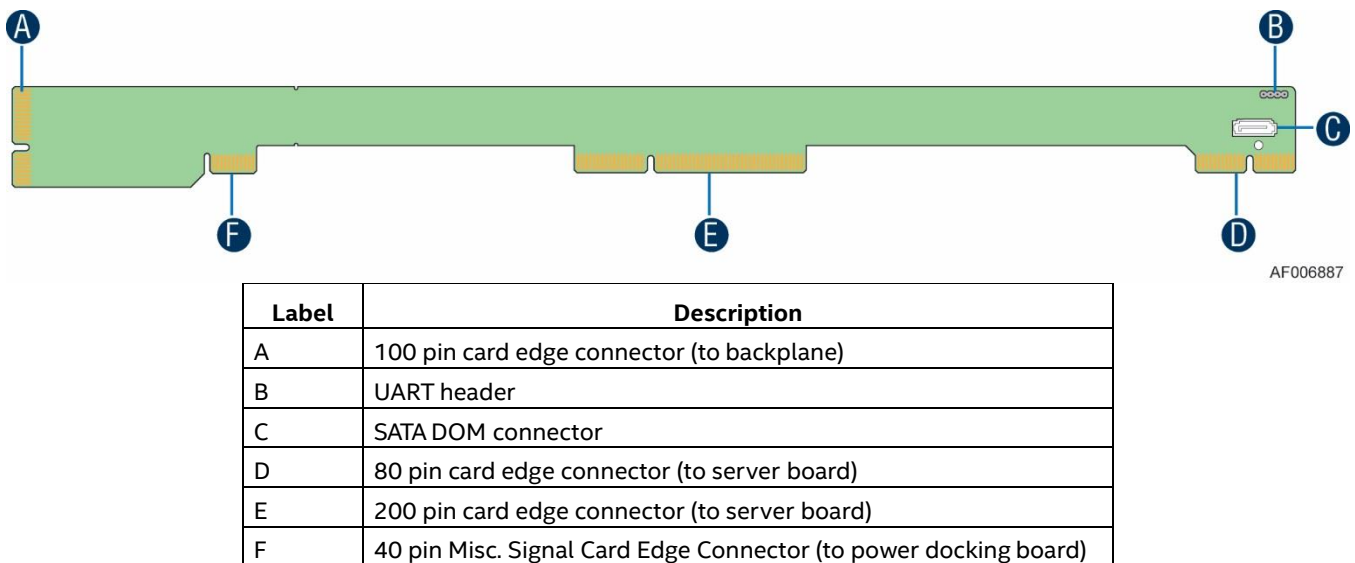 A
B
C
F
E
D
AF006887
Label Description
A 100 pin card edge connector (to backplane)
B UART header
C SATA DOM connector
D 80 pin card edge connector (to server board)
E 200 pin card edge connector (to server board)
F 40 pin Misc. Signal Card Edge Connector (to power docking board)